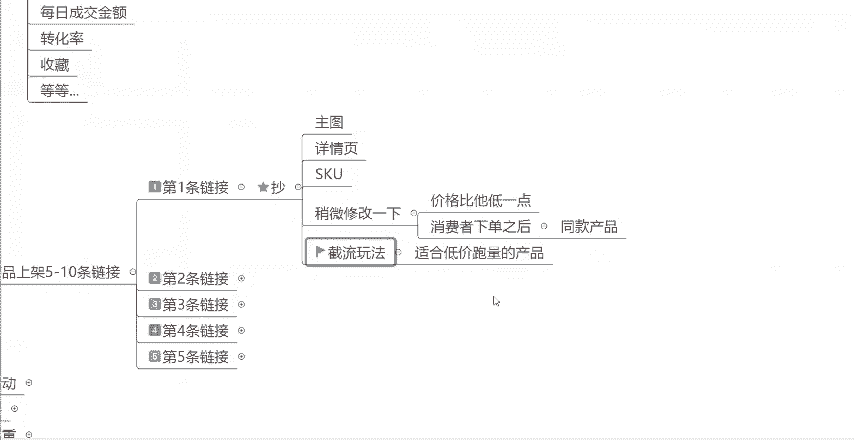 每日成交金额
转化率
收藏
等等...
主图
详情页
SKU
1 第1条链接 抄
稍微修改一下
价格比他低一点
消费者下单之后 同款产品
截流玩法 适合低价跑量的产品
品上架5-10条链接
2 第2条链接
3 第3条链接
4 第4条链接
5 第5条链接
动
重